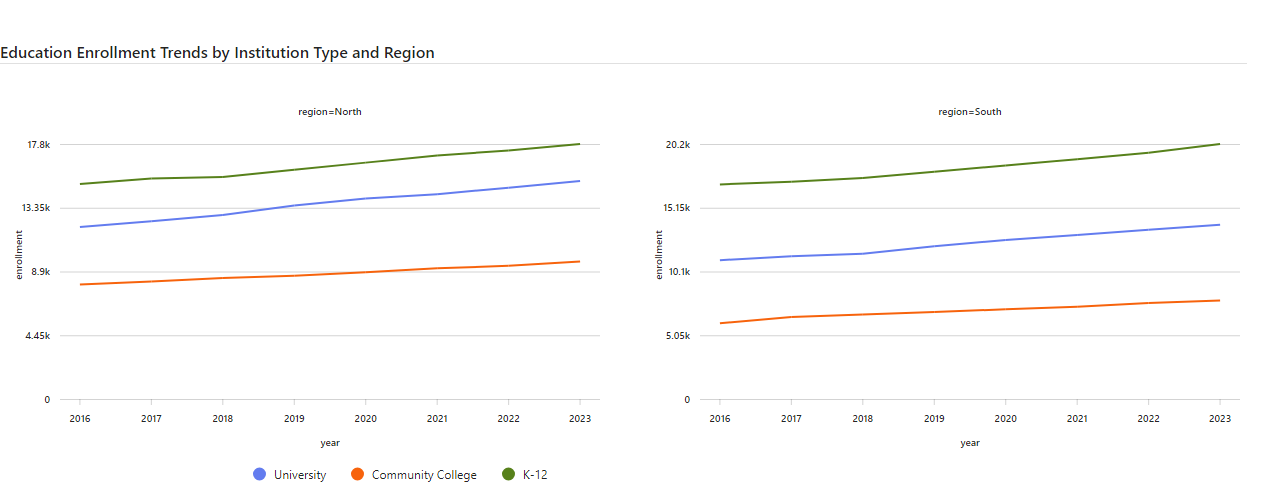 Education Enrollment Trends by Institution Type and Region
region=North
17.8k
13.35k
8.9k
4.45k
0
enrollment
2016 2017 2018 2019 2020 2021 2022 2023
year
region=South
20.2k
15.15k
10.1k
5.05k
0
enrollment
2016 2017 2018 2019 2020 2021 2022 2023
year
University Community College K-12